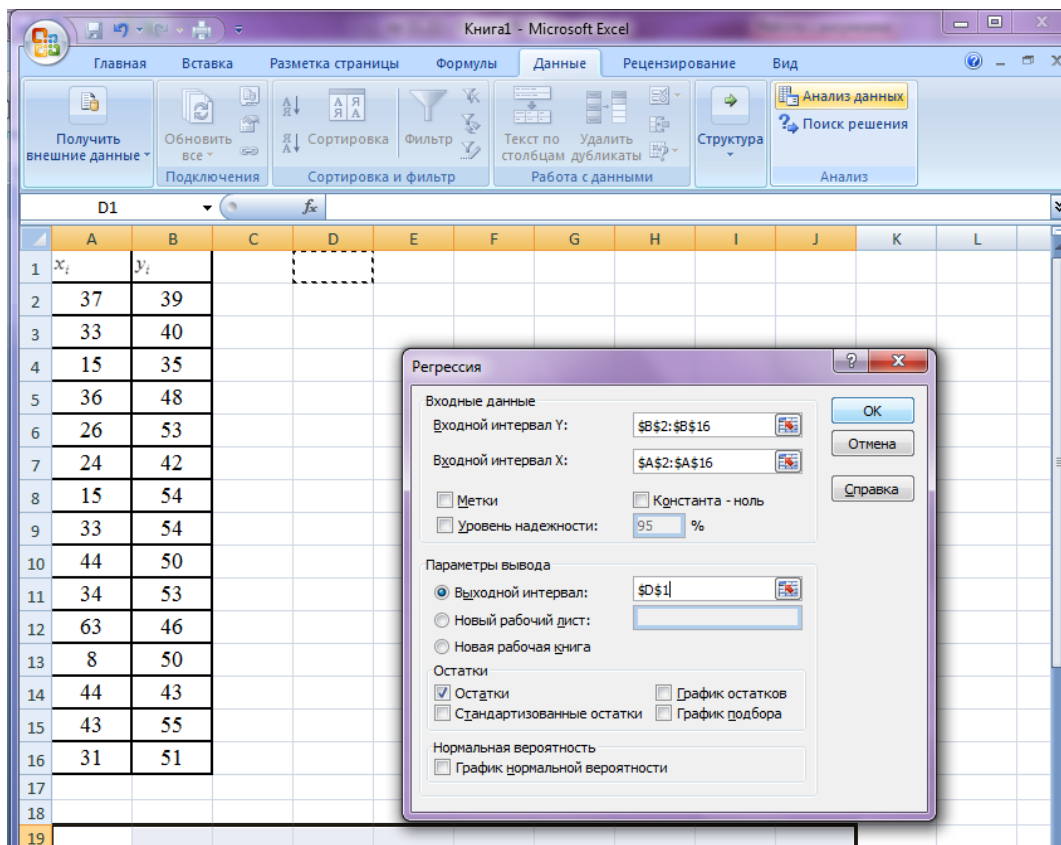 Книга1 - Microsoft Excel
Главная Вставка Разметка страницы Формулы Данные Рецензирование Вид
Получить внешние данные
Обновить все
Подключения
Сортировка
Фильтр
Сортировка и фильтр
Текст по столбцам
Удалить дубликаты
Работа с данными
Структура
Анализ данных
Поиск решения
Анализ
D1 fx
A B C D E F G H I J K L
1 xi yi
2 37 39
3 33 40
4 15 35
5 36 48
6 26 53
7 24 42
8 15 54
9 33 54
10 44 50
11 34 53
12 63 46
13 8 50
14 44 43
15 43 55
16 31 51
17
18
19
Регрессия
Входные данные
Входной интервал Y: $B$2:$B$16
Входной интервал X: $A$2:$A$16
Метки Константа - ноль
Уровень надежности: 95 %
OK
Отмена
Справка
Параметры вывода
Выходной интервал: $D$1
Новый рабочий лист:
Новая рабочая книга
Остатки
Остатки График остатков
Стандартизованные остатки График подбора
Нормальная вероятность
График нормальной вероятности